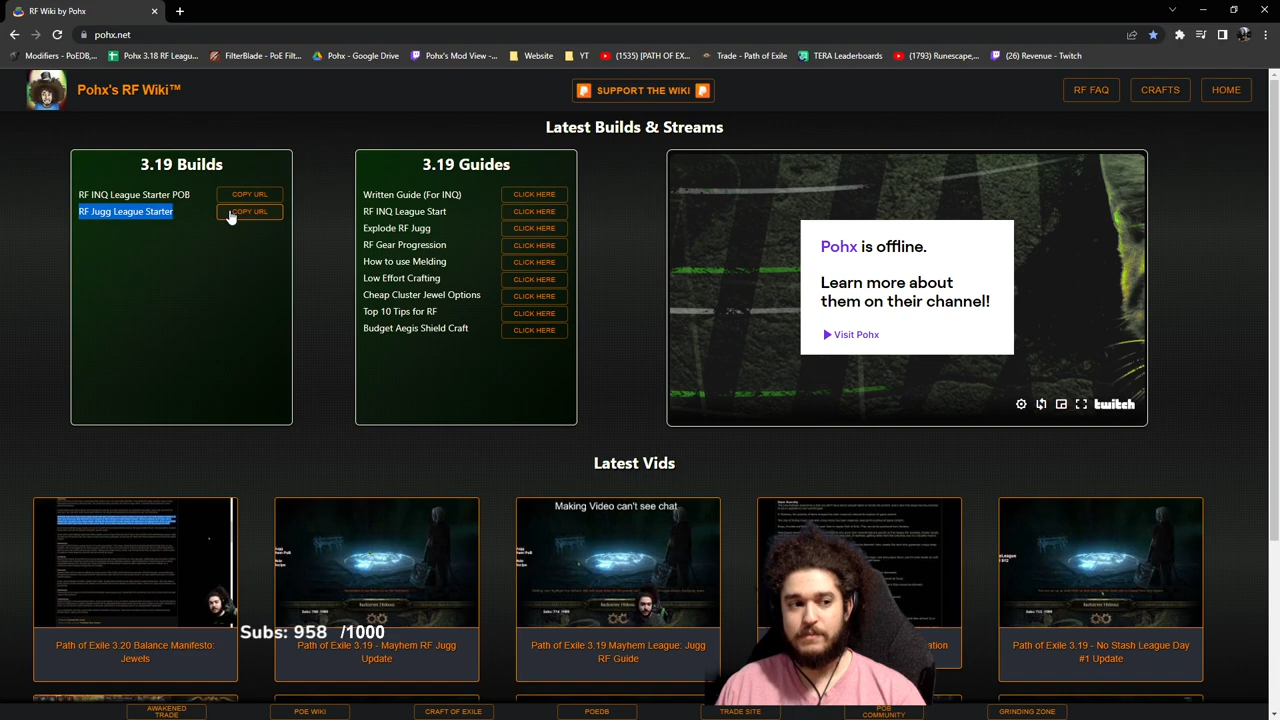 RF Wiki by Pohx
pohx.net
Modifiers - PoEDB,...
Pohx 3.18 RF Leagu...
FilterBlade - PoE Filt...
Pohx - Google Drive
Pohx's Mod View -...
Website
YT
(1535) [PATH OF EX...
Trade - Path of Exile
TERA Leaderboards
(1793) Runescape,...
(26) Revenue - Twitch
Pohx's RF Wiki™
SUPPORT THE WIKI
RF FAQ
CRAFTS
HOME
Latest Builds & Streams
3.19 Builds
RF INQ League Starter POB
COPY URL
RF Jugg League Starter
COPY URL
3.19 Guides
Written Guide (For INQ)
CLICK HERE
RF INQ League Start
CLICK HERE
Explode RF Jugg
CLICK HERE
RF Gear Progression
CLICK HERE
How to use Melding
CLICK HERE
Low Effort Crafting
CLICK HERE
Cheap Cluster Jewel Options
CLICK HERE
Top 10 Tips for RF
CLICK HERE
Budget Aegis Shield Craft
CLICK HERE
Pohx is offline.
Learn more about
them on their channel!
Visit Pohx
twitch
Latest Vids
Making Video can't see chat
Subs: 958 /1000
Path of Exile 3.20 Balance Manifesto:
Jewels
Path of Exile 3.19 - Mayhem RF Jugg
Update
Path of Exile 3.19 Mayhem League: Jugg
RF Guide
Path of Exile 3.19 - No Stash League Day
#1 Update
AWAKENED
TRADE
POE WIKI
CRAFT OF EXILE
POEDB
TRADE SITE
POB
COMMUNITY
GRINDING ZONE